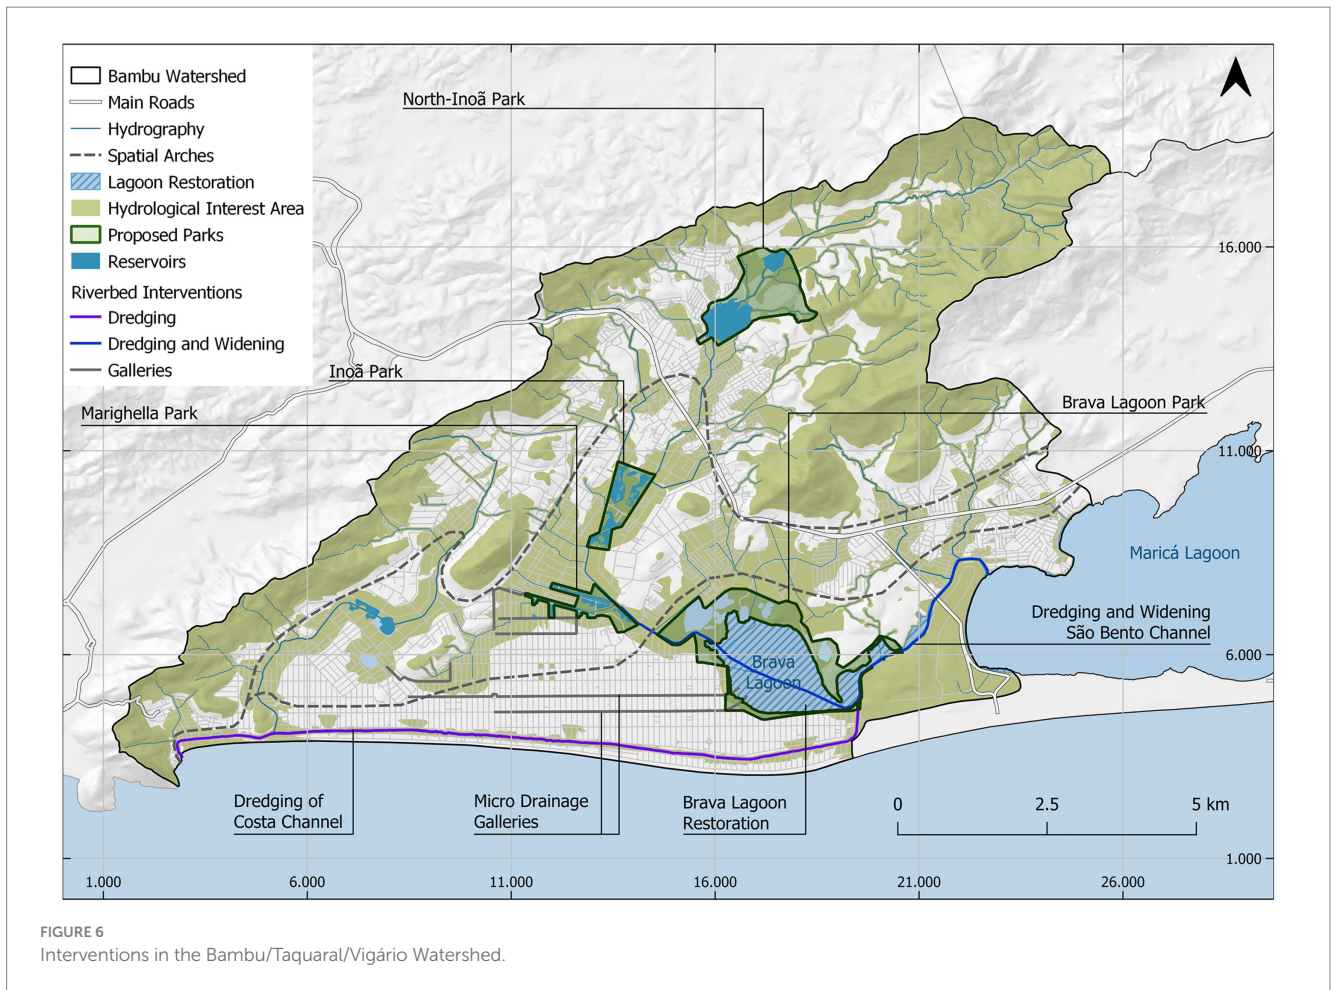 Bambu Watershed
Main Roads
Hydrography
Spatial Arches
Lagoon Restoration
Hydrological Interest Area
Proposed Parks
Reservoirs
Riverbed Interventions
Dredging
Dredging and Widening
Galleries
North-Inoã Park
Inoã Park
Marighella Park
Brava Lagoon Park
16.000
11.000
6.000
1.000
Maricá Lagoon
Dredging and Widening
São Bento Channel
Brava
Lagoon
Dredging of
Costa Channel
Micro Drainage
Galleries
Brava Lagoon
Restoration
0 2.5 5 km
1.000 6.000 11.000 16.000 21.000 26.000
FIGURE 6
Interventions in the Bambu/Taquaral/Vigário Watershed.